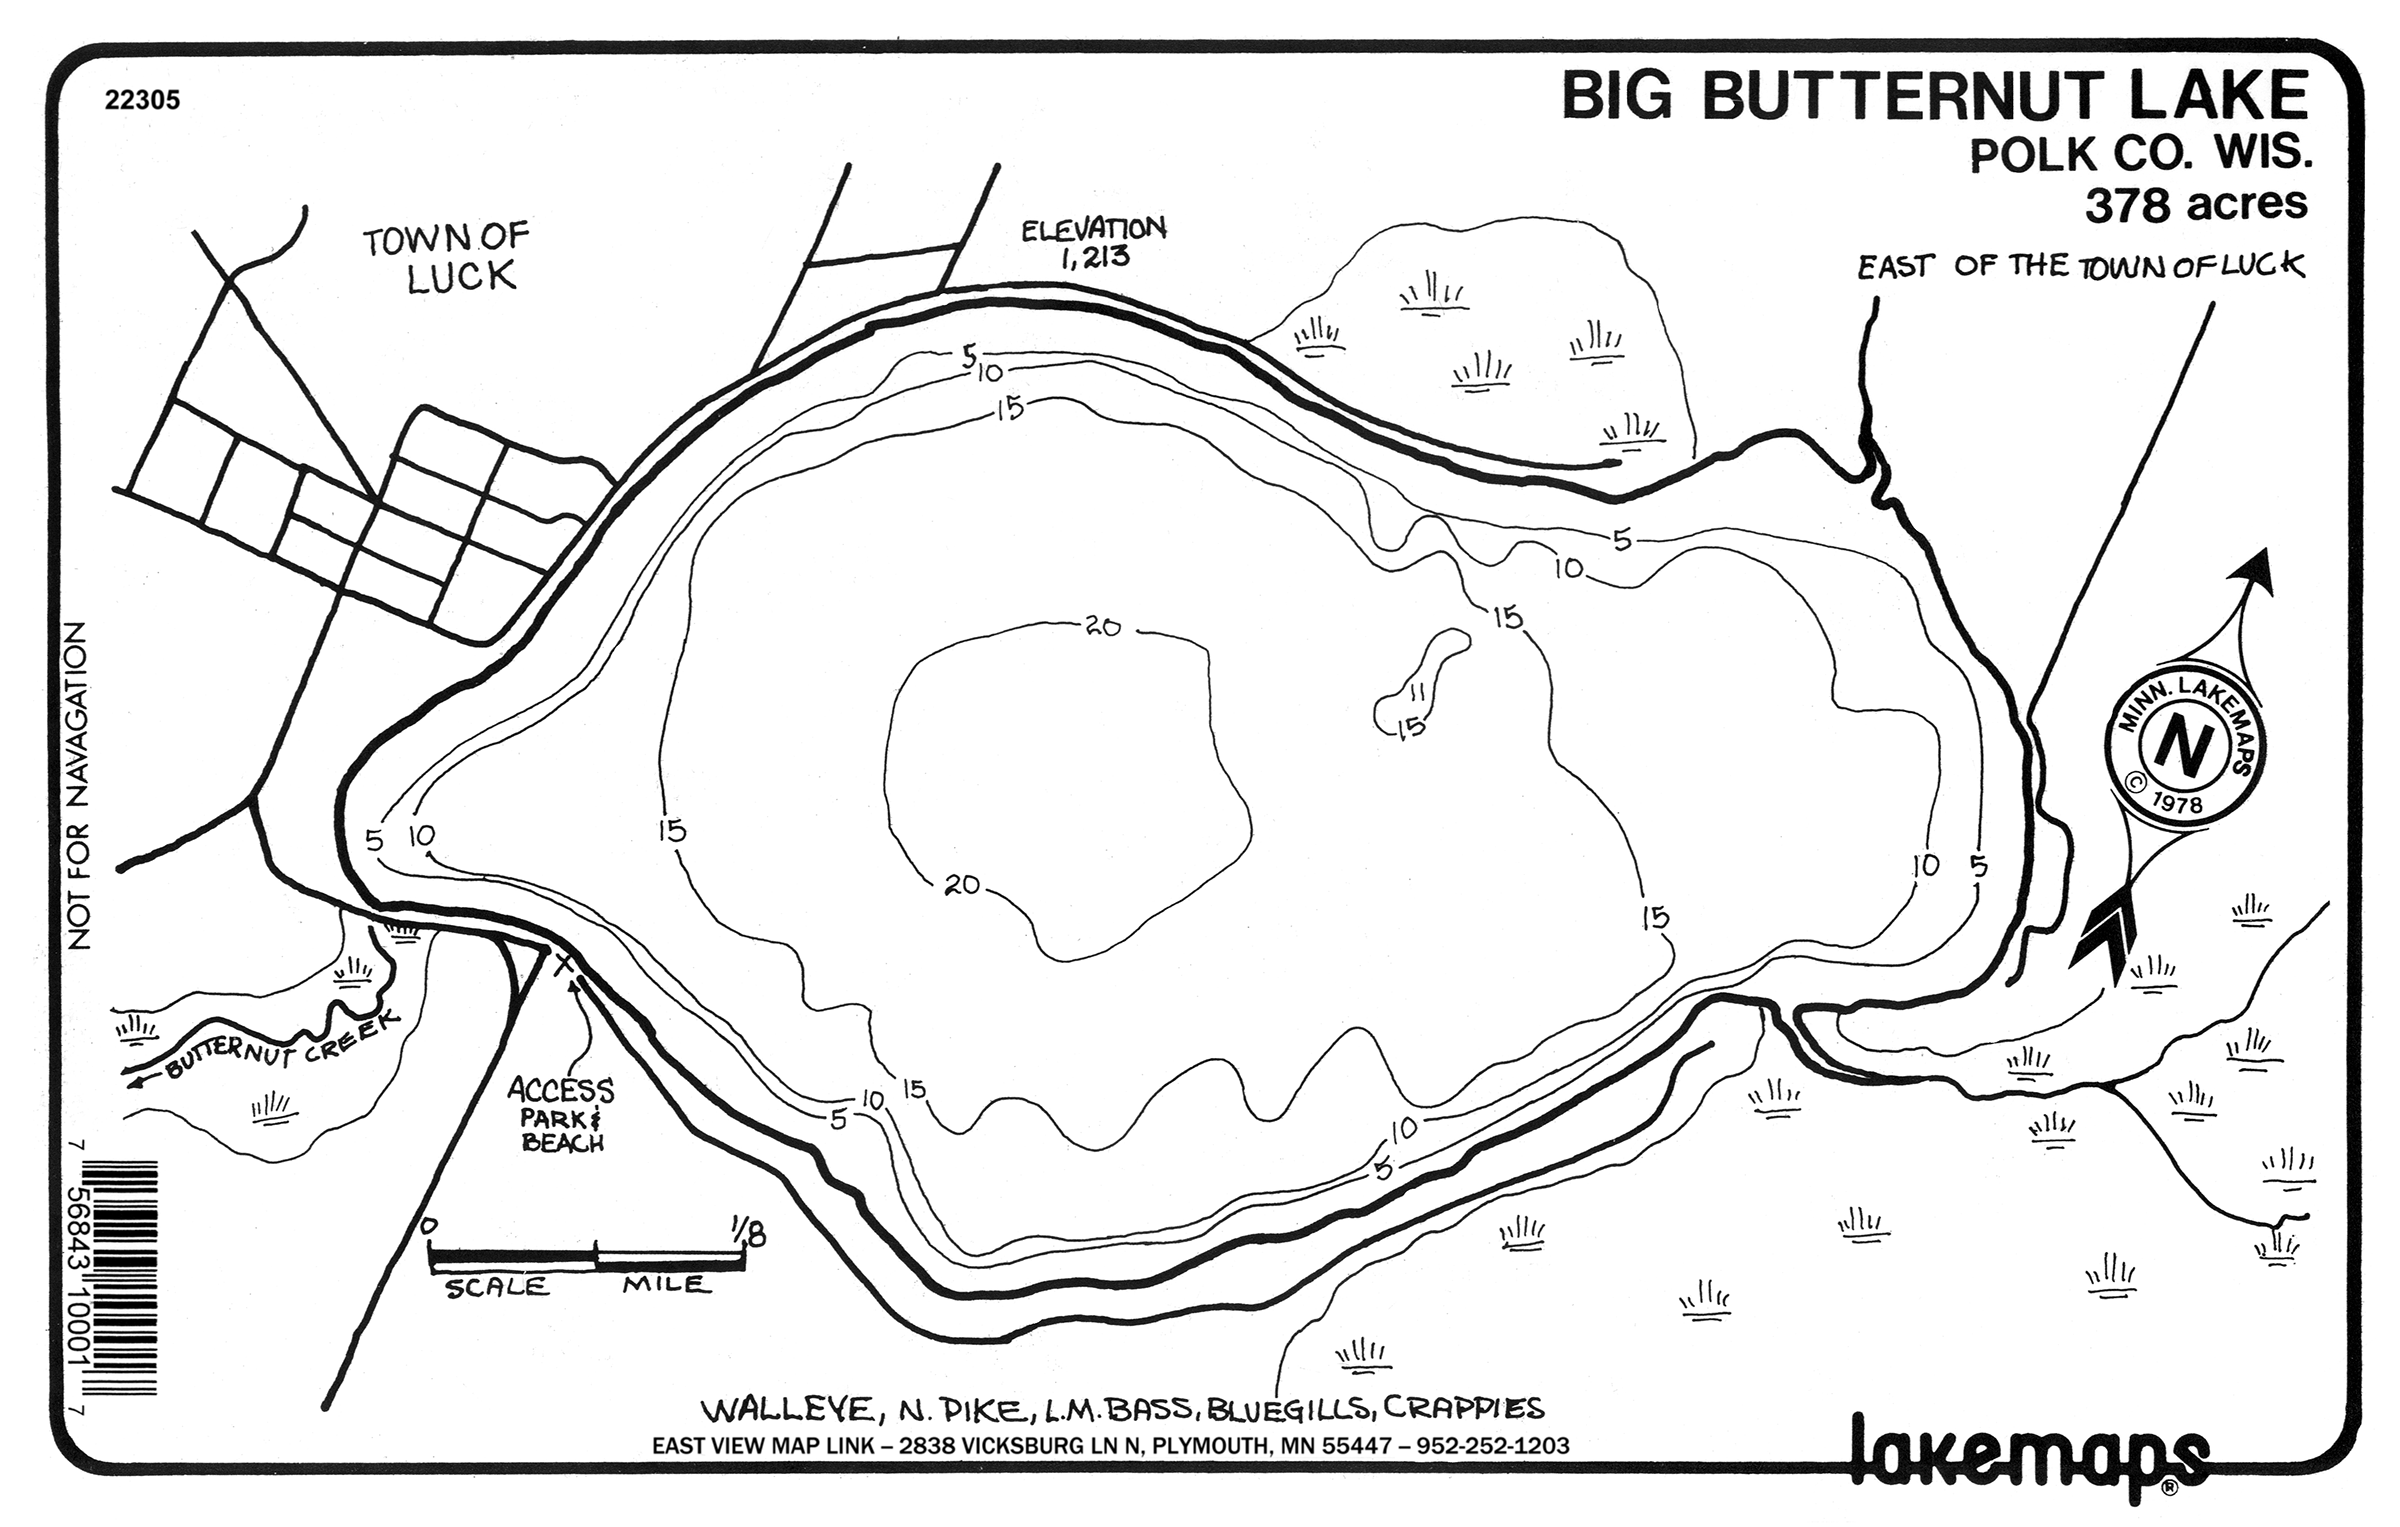 22305
BIG BUTTERNUT LAKE
POLK CO. WIS.
378 acres
EAST OF THE TOWN OF LUCK
TOWN OF
LUCK
ELEVATION
1,213
5
10
15
5
10
15
20
11
15
5
10
15
20
10
5
15
MINN. LAKEMAPS
N
© 1978
NOT FOR NAVAGATION
BUTTERNUT CREEK
X
ACCESS
PARK &
BEACH
10
15
5
10
5
0
1/8
SCALE MILE
7 56843 10001 7
WALLEYE, N. PIKE, L.M. BASS, BLUEGILLS, CRAPPIES
EAST VIEW MAP LINK – 2838 VICKSBURG LN N, PLYMOUTH, MN 55447 – 952-252-1203
lakemaps®